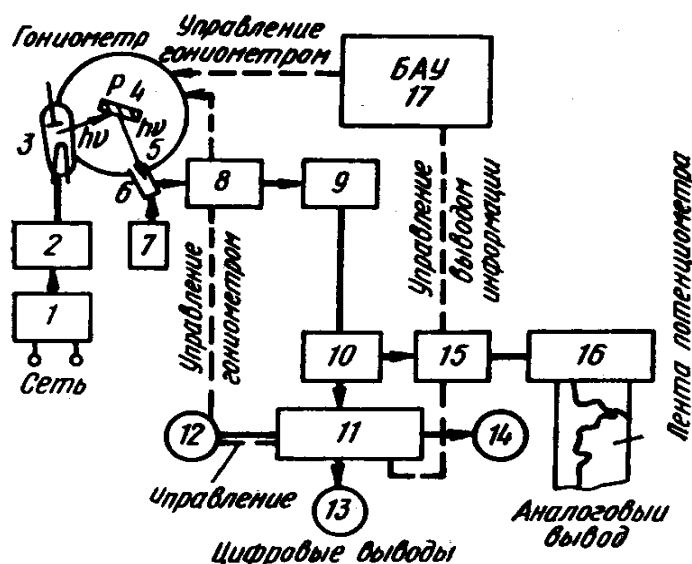 Гониометр
Управление
гониометрам
БАУ
17
P 4
3
hν
hν
5
6
8
9
2
7
1
Сеть
Управление
гониометром
Управление
выводом
информации
10
15
16
Лента потенциометра
12
11
14
управление
13
Аналоговый
вывод
Цифровые выводы